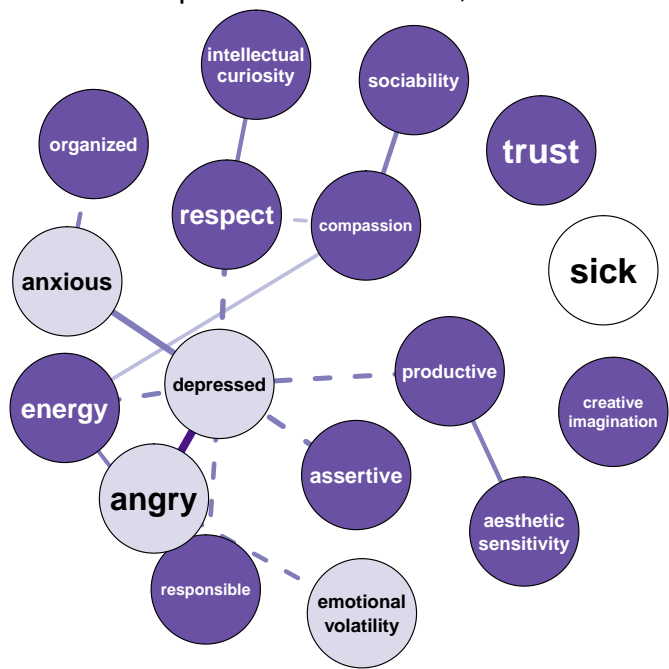 intellectual
curiosity
sociability
organized
trust
respect
compassion
anxious
sick
depressed
productive
energy
creative
imagination
assertive
angry
aesthetic
sensitivity
responsible
emotional
volatility